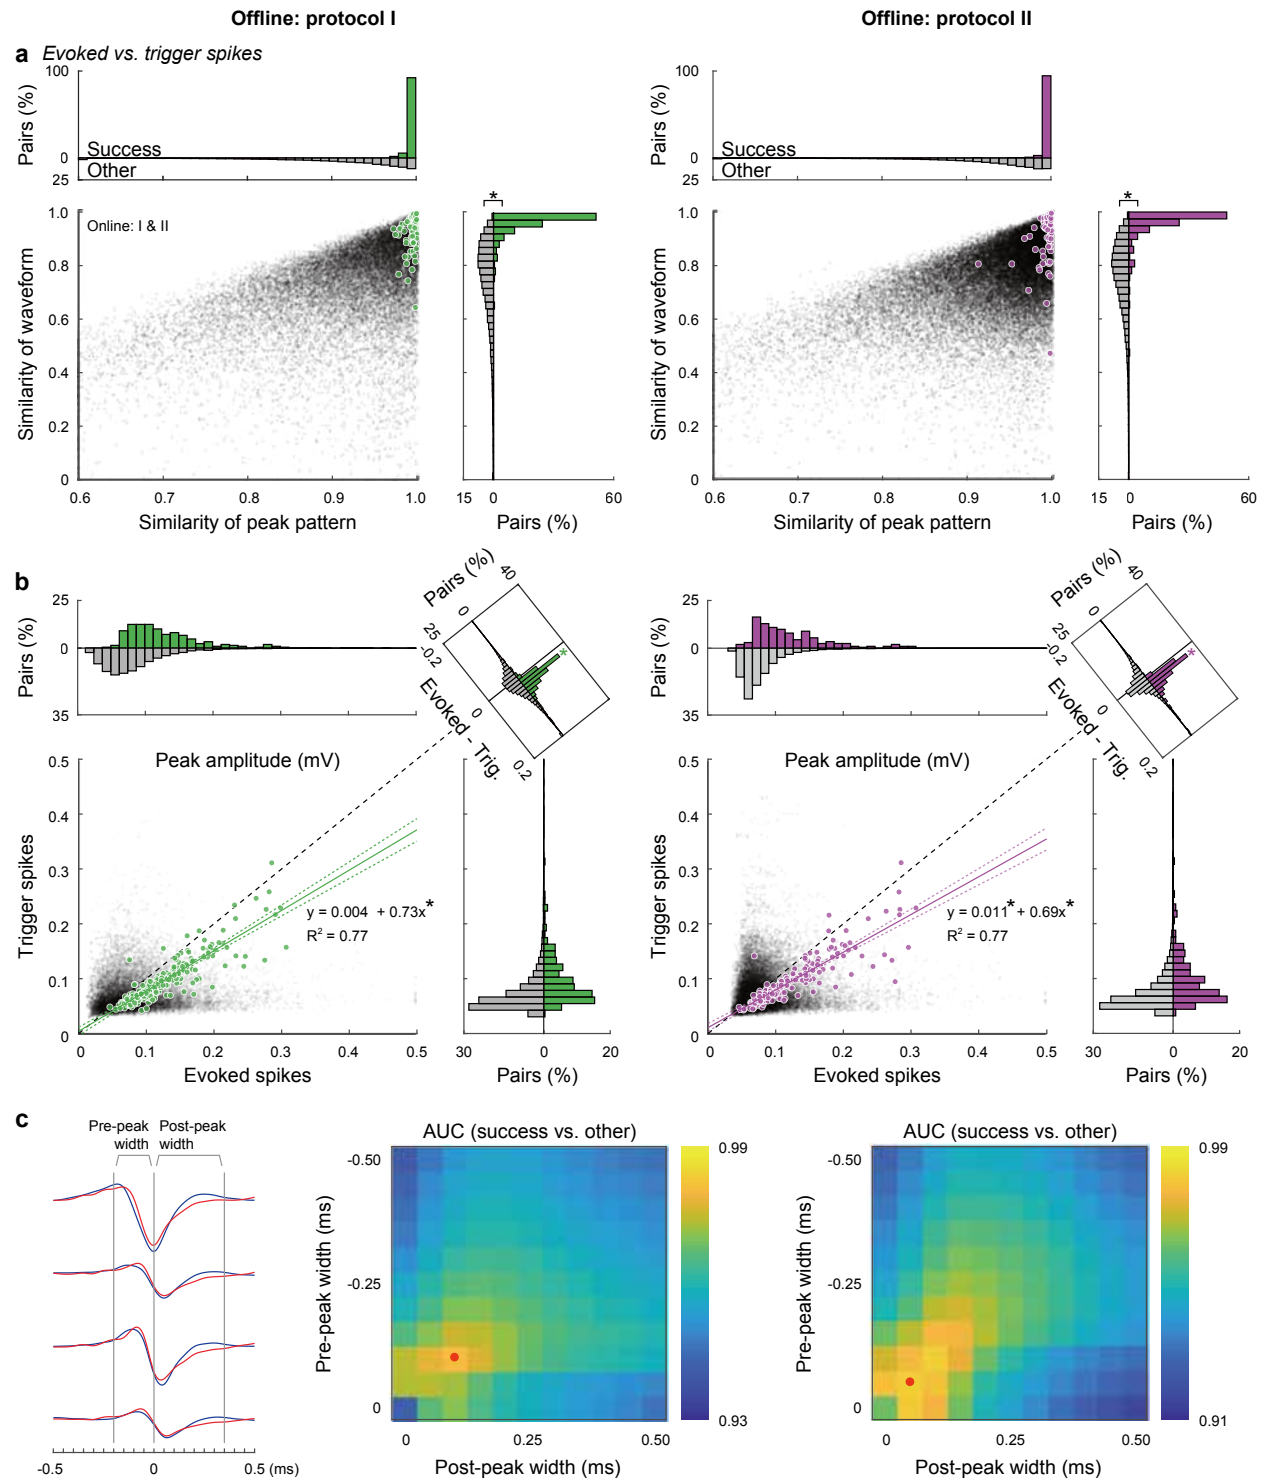 Offline: protocol I
Offline: protocol II
a Evoked vs. trigger spikes
100
Pairs (%)
0
25
Success
Other
100
Pairs (%)
0
25
Success
Other
Online: I & II
1.0
0.8
0.6
0.4
0.2
0
Similarity of waveform
0.6 0.7 0.8 0.9 1.0
Similarity of peak pattern
*
15 0 60
Pairs (%)
1.0
0.8
0.6
0.4
0.2
0
Similarity of waveform
0.6 0.7 0.8 0.9 1.0
Similarity of peak pattern
*
15 0 60
Pairs (%)
b
25
0
35
Pairs (%)
Pairs (%)
40
0
25
-0.2
0
0.2
Evoked - Trig.
*
25
0
35
Pairs (%)
Pairs (%)
40
0
25
-0.2
0
0.2
Evoked - Trig.
*
Peak amplitude (mV)
0.5
0.4
0.3
0.2
0.1
0
Trigger spikes
y = 0.004 + 0.73x*
R² = 0.77
0 0.1 0.2 0.3 0.4 0.5
Evoked spikes
30 0 20
Pairs (%)
Peak amplitude (mV)
0.5
0.4
0.3
0.2
0.1
0
Trigger spikes
y = 0.011* + 0.69x*
R² = 0.77
0 0.1 0.2 0.3 0.4 0.5
Evoked spikes
30 0 20
Pairs (%)
c
Pre-peak width
Post-peak width
-0.5 0 0.5 (ms)
AUC (success vs. other)
-0.50
-0.25
0
Pre-peak width (ms)
0 0.25 0.50
Post-peak width (ms)
0.99
0.93
AUC (success vs. other)
-0.50
-0.25
0
Pre-peak width (ms)
0 0.25 0.50
Post-peak width (ms)
0.99
0.91